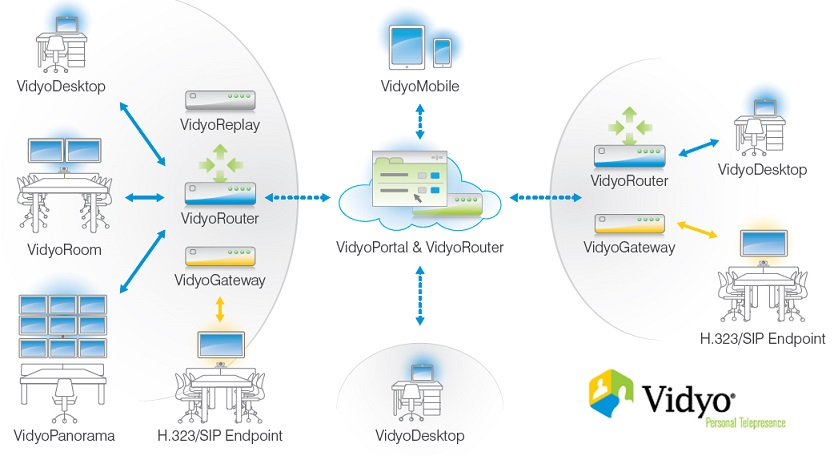 VidyoDesktop
VidyoMobile
VidyoReplay
VidyoRouter
VidyoDesktop
VidyoRoom
VidyoRouter
VidyoPortal & VidyoRouter
VidyoGateway
VidyoGateway
H.323/SIP Endpoint
VidyoPanorama
H.323/SIP Endpoint
VidyoDesktop
Vidyo®
Personal Telepresence